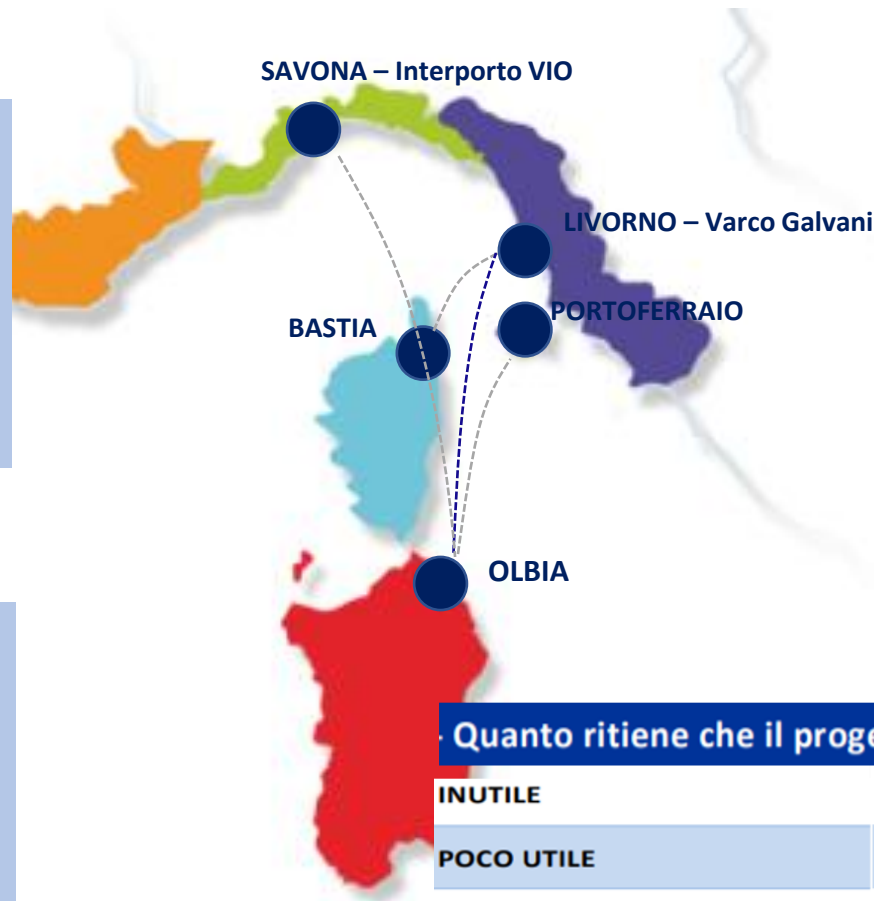 SAVONA – Interporto VIO
LIVORNO – Varco Galvani
PORTOFERRAIO
BASTIA
OLBIA
- Quanto ritiene che il proge
INUTILE
POCO UTILE